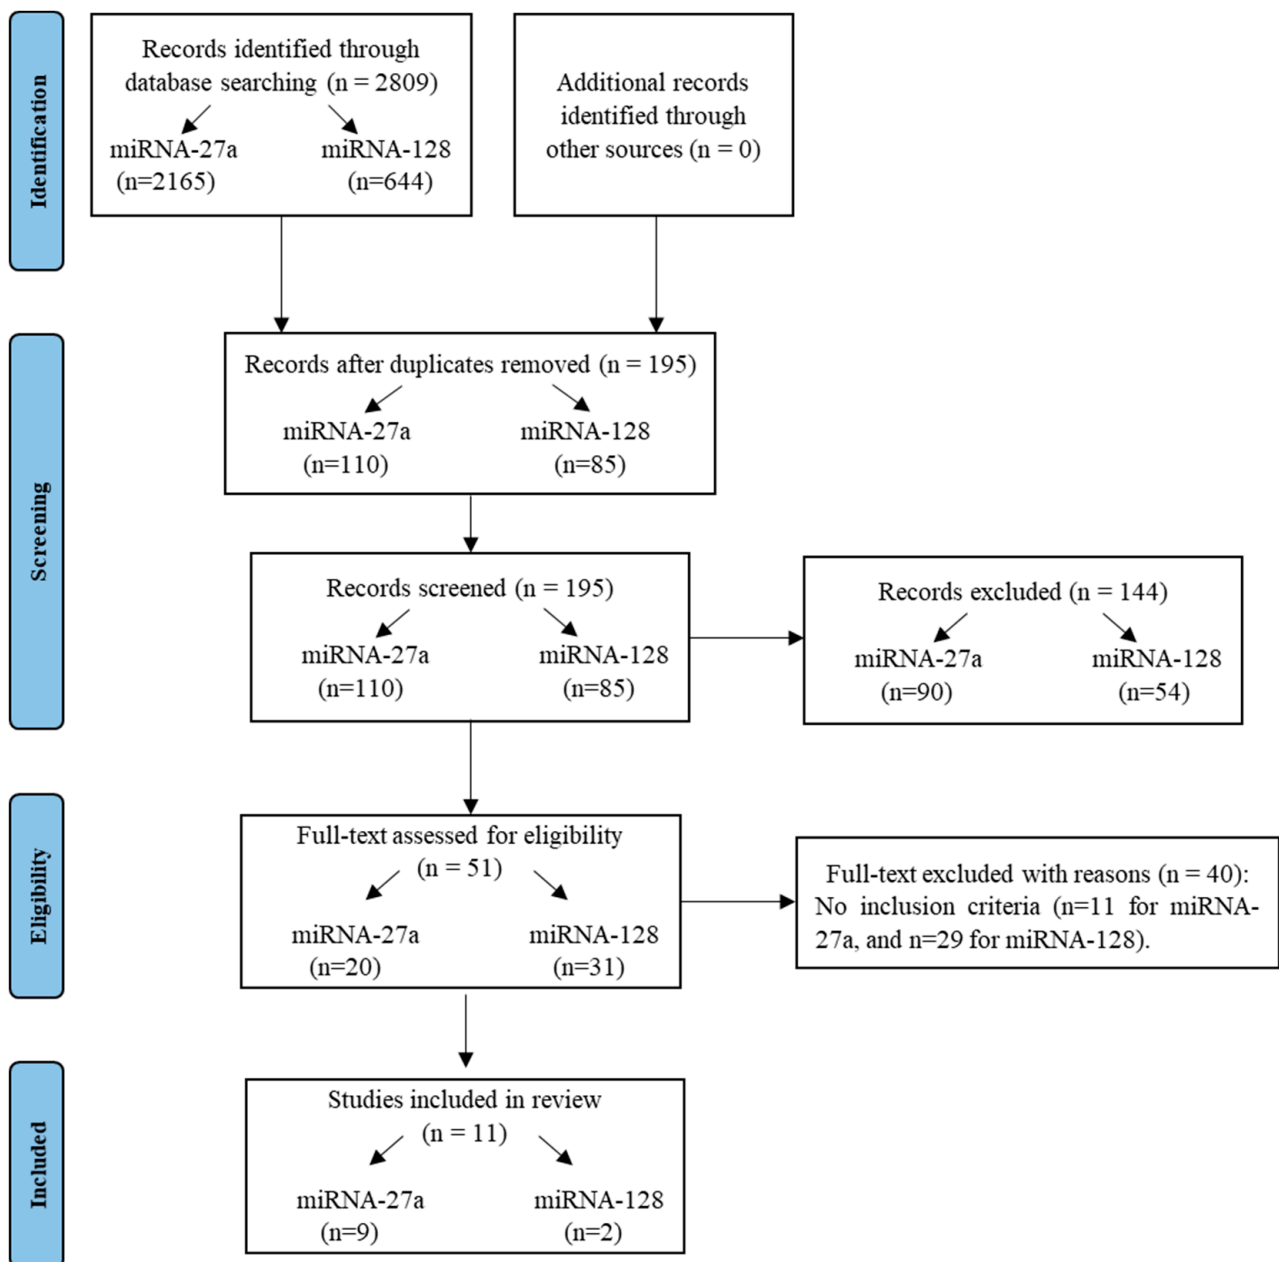 Identification
Records identified through
database searching (n = 2809)
miRNA-27a
(n=2165)
miRNA-128
(n=644)
Additional records
identified through
other sources (n = 0)
Screening
Records after duplicates removed (n = 195)
miRNA-27a
(n=110)
miRNA-128
(n=85)
Records screened (n = 195)
miRNA-27a
(n=110)
miRNA-128
(n=85)
Records excluded (n = 144)
miRNA-27a
(n=90)
miRNA-128
(n=54)
Eligibility
Full-text assessed for eligibility
(n = 51)
miRNA-27a
(n=20)
miRNA-128
(n=31)
Full-text excluded with reasons (n = 40):
No inclusion criteria (n=11 for miRNA-
27a, and n=29 for miRNA-128).
Included
Studies included in review
(n = 11)
miRNA-27a
(n=9)
miRNA-128
(n=2)